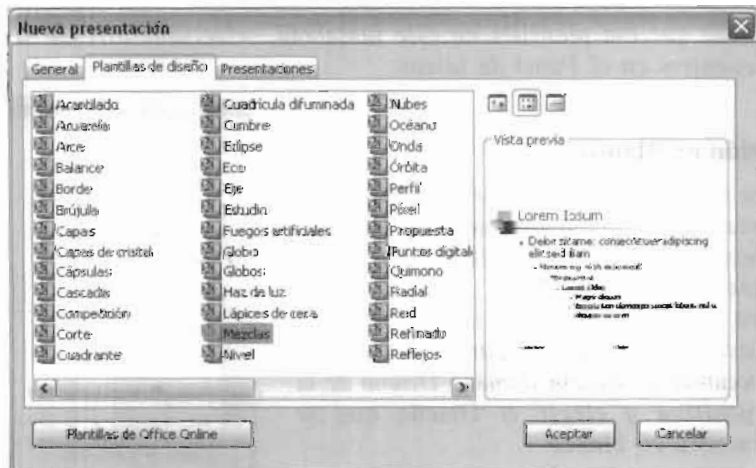 Nueva presentación
General Plantillas de diseño Presentaciones
Acantilado
Acuarela
Arce
Balance
Borde
Brújula
Capas
Capas de cristal
Cápsulas
Cascada
Competición
Corte
Cuadrante
Cuadrícula difuminada
Cumbre
Eclipse
Eco
Eje
Estudio
Fuegos artificiales
Globo
Globos
Haz de luz
Lápices de cera
Mezclas
Nivel
Nubes
Océano
Onda
Órbita
Perfil
Píxel
Propuesta
Puntos digital
Quimono
Radial
Red
Refinado
Reflejos
Vista previa
Lorem Ipsum
Plantillas de Office Online
Aceptar
Cancelar